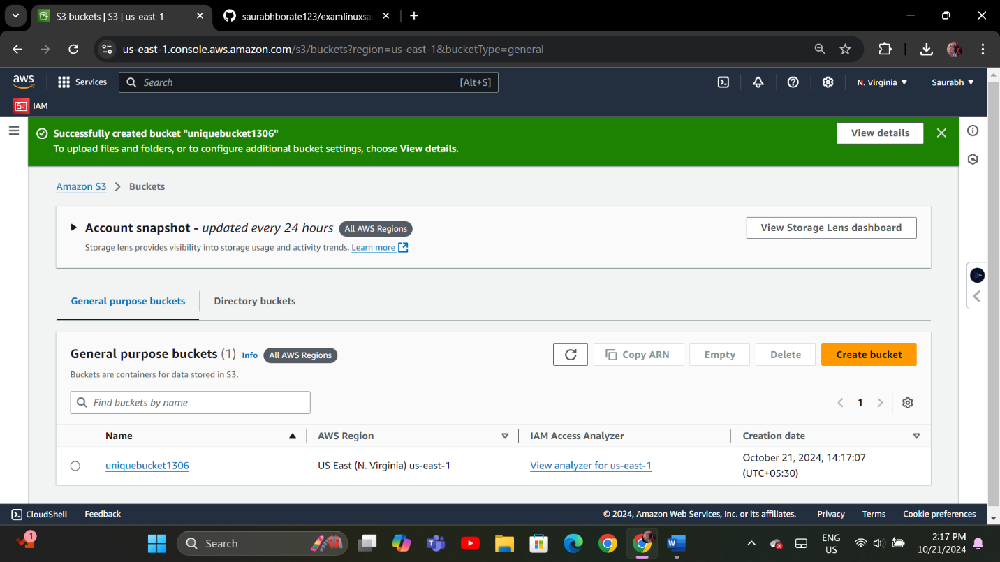 S3 buckets | S3 | us-east-1
saurabhborate123/examlinuxsa
us-east-1.console.aws.amazon.com/s3/buckets?region=us-east-1&bucketType=general
aws
Services
Search
[Alt+S]
N. Virginia
Saurabh
IAM
Successfully created bucket "uniquebucket1306"
To upload files and folders, or to configure additional bucket settings, choose View details.
View details
Amazon S3
Buckets
Account snapshot - updated every 24 hours
All AWS Regions
Storage lens provides visibility into storage usage and activity trends. Learn more
View Storage Lens dashboard
General purpose buckets
Directory buckets
General purpose buckets (1)
Info
All AWS Regions
Buckets are containers for data stored in S3.
Copy ARN
Empty
Delete
Create bucket
Find buckets by name
1
Name
AWS Region
IAM Access Analyzer
Creation date
uniquebucket1306
US East (N. Virginia) us-east-1
View analyzer for us-east-1
October 21, 2024, 14:17:07
(UTC+05:30)
CloudShell
Feedback
© 2024, Amazon Web Services, Inc. or its affiliates.
Privacy
Terms
Cookie preferences
1
Search
ENG
US
2:17 PM
10/21/2024